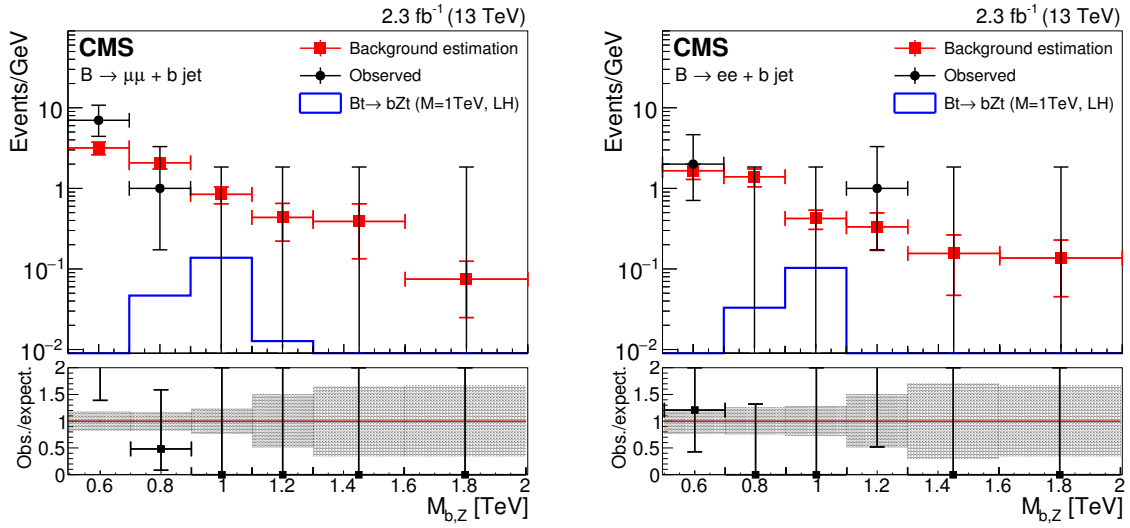 2.3 fb⁻¹ (13 TeV)
CMS
B → μμ + b jet
Background estimation
Observed
Bt→ bZt (M=1TeV, LH)
Events/GeV
10
1
10⁻¹
10⁻²
Obs./expect.
2
1.5
1
0.5
0
0.6 0.8 1 1.2 1.4 1.6 1.8 2
M_b,Z [TeV]
2.3 fb⁻¹ (13 TeV)
CMS
B → ee + b jet
Background estimation
Observed
Bt→ bZt (M=1TeV, LH)
Events/GeV
10
1
10⁻¹
10⁻²
Obs./expect.
2
1.5
1
0.5
0
0.6 0.8 1 1.2 1.4 1.6 1.8 2
M_b,Z [TeV]